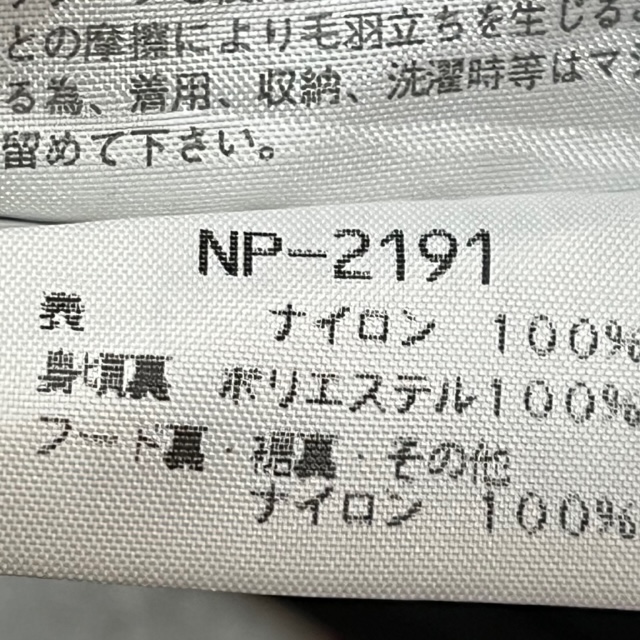 との摩擦により毛羽立ちを生じる
る為、着用、収納、洗濯時等はマジ
留めて下さい。
NP-2191
表 ナイロン 100%
身頃裏 ポリエステル100%
フード裏・裾裏・その他
ナイロン 100%